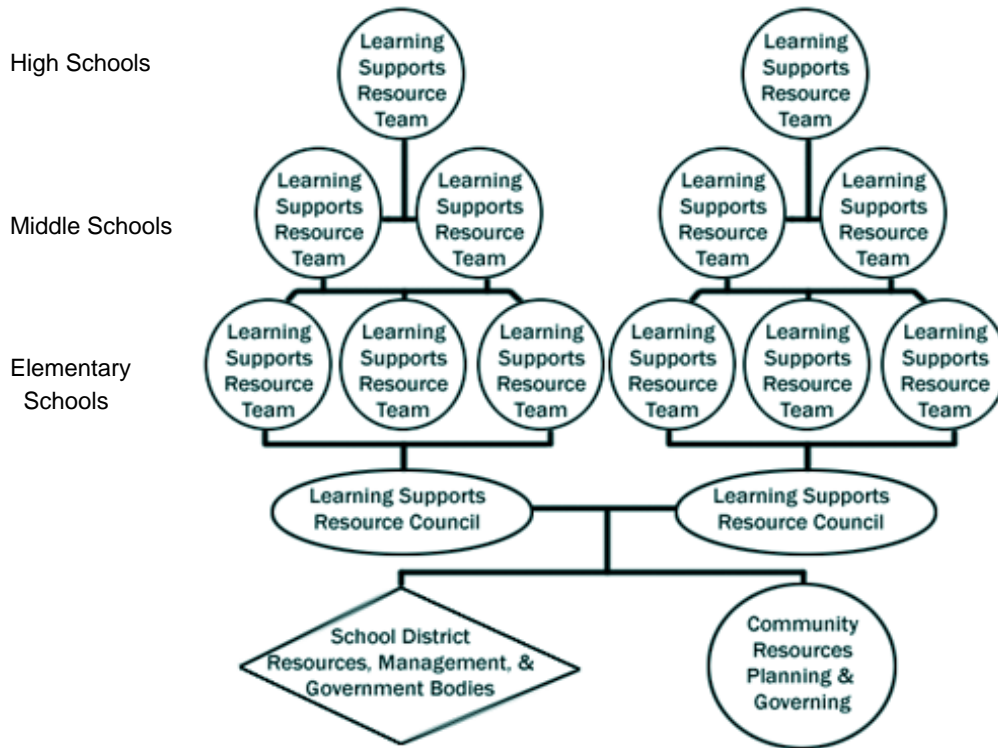 High Schools
Learning
Supports
Resource
Team
Learning
Supports
Resource
Team
Middle Schools
Learning
Supports
Resource
Team
Learning
Supports
Resource
Team
Learning
Supports
Resource
Team
Learning
Supports
Resource
Team
Elementary
Schools
Learning
Supports
Resource
Team
Learning
Supports
Resource
Team
Learning
Supports
Resource
Team
Learning
Supports
Resource
Team
Learning
Supports
Resource
Team
Learning
Supports
Resource
Team
Learning Supports
Resource Council
Learning Supports
Resource Council
School District
Resources, Management, &
Government Bodies
Community
Resources
Planning &
Governing